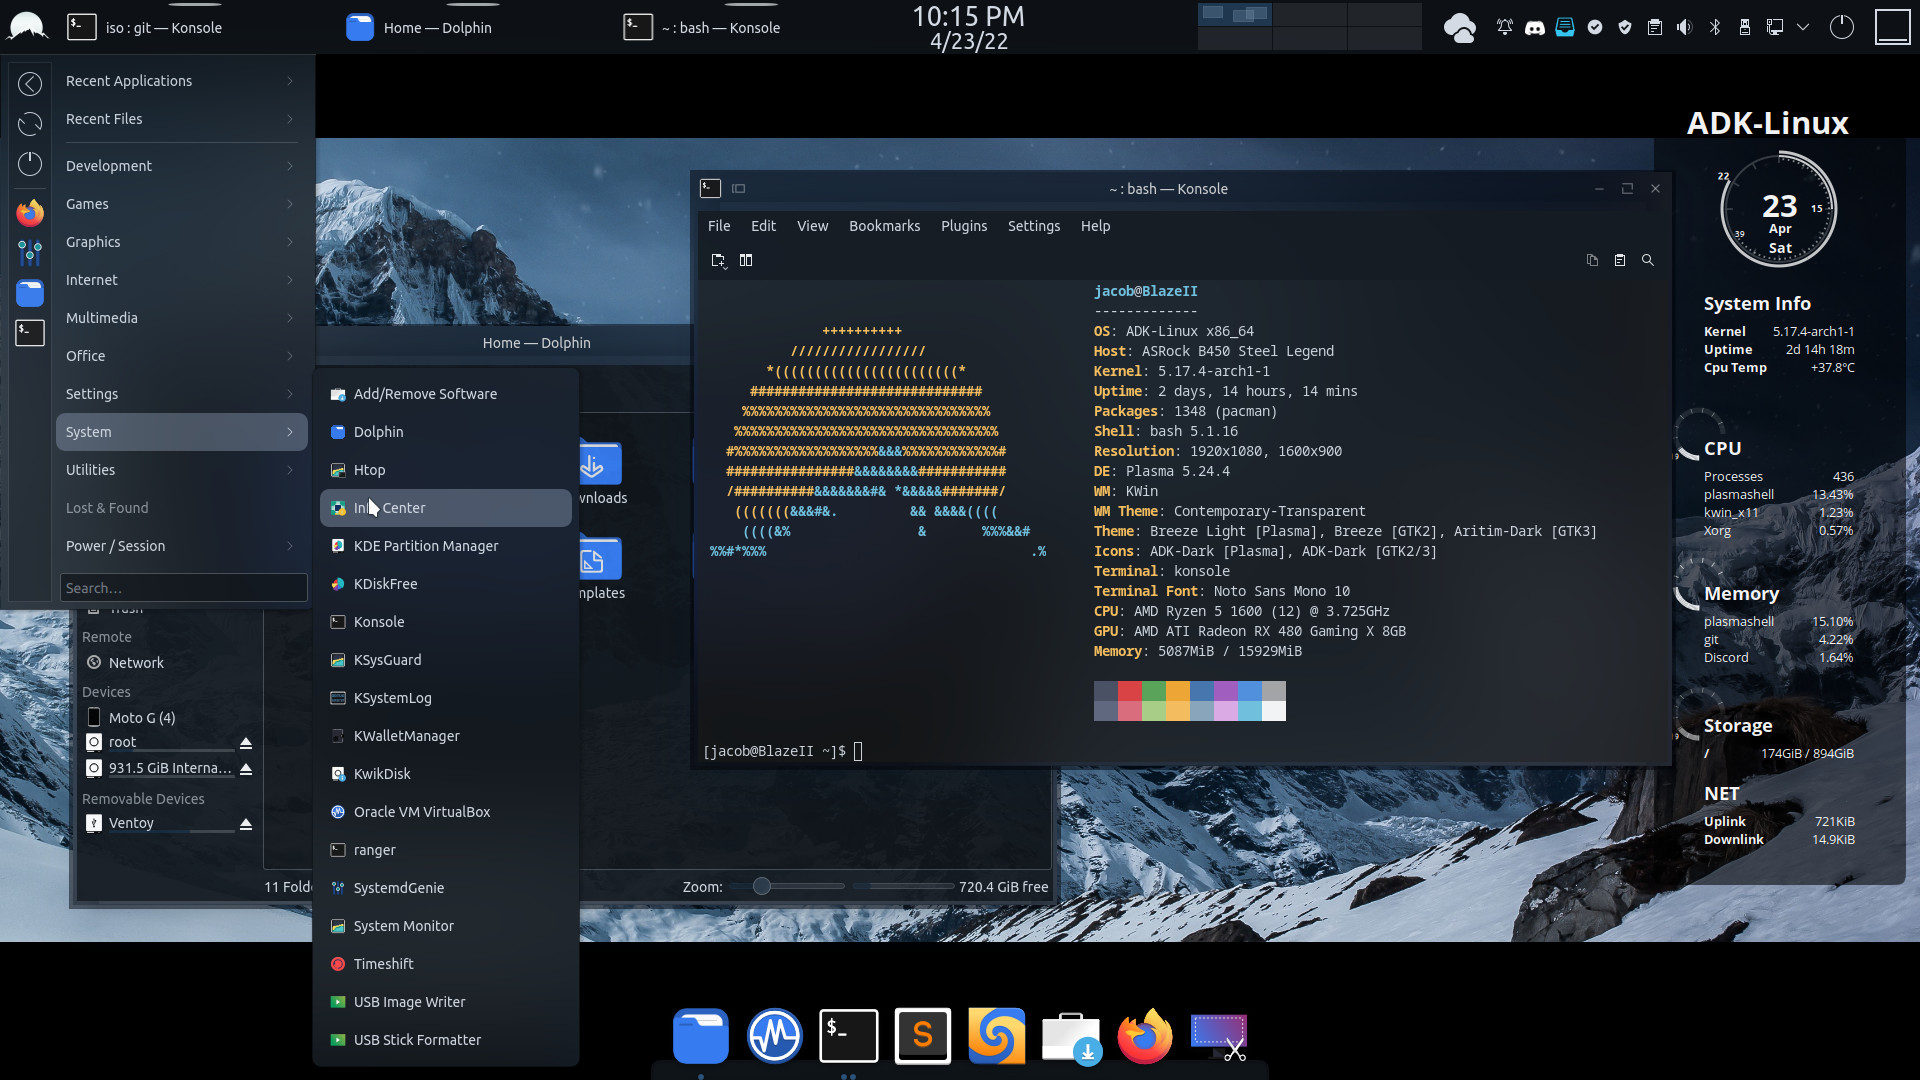 iso : git — Konsole
Home — Dolphin
~ : bash — Konsole
10:15 PM
4/23/22
Recent Applications
Recent Files
Development
Games
Graphics
Internet
Multimedia
Office
Settings
System
Utilities
Lost & Found
Power / Session
Search...
Add/Remove Software
Dolphin
Htop
Center
KDE Partition Manager
KDiskFree
Konsole
KSysGuard
KSystemLog
KWalletManager
KwikDisk
Oracle VM VirtualBox
ranger
SystemdGenie
System Monitor
Timeshift
USB Image Writer
USB Stick Formatter
Home — Dolphin
wnloads
mplates
Trash
Remote
Network
Devices
Moto G (4)
root
931.5 GiB Interna...
Removable Devices
Ventoy
11 Folde
Zoom:
720.4 GiB free
~ : bash — Konsole
File Edit View Bookmarks Plugins Settings Help
jacob@BlazeII
-------------
OS: ADK-Linux x86_64
Host: ASRock B450 Steel Legend
Kernel: 5.17.4-arch1-1
Uptime: 2 days, 14 hours, 14 mins
Packages: 1348 (pacman)
Shell: bash 5.1.16
Resolution: 1920x1080, 1600x900
DE: Plasma 5.24.4
WM: KWin
WM Theme: Contemporary-Transparent
Theme: Breeze Light [Plasma], Breeze [GTK2], Aritim-Dark [GTK3]
Icons: ADK-Dark [Plasma], ADK-Dark [GTK2/3]
Terminal: konsole
Terminal Font: Noto Sans Mono 10
CPU: AMD Ryzen 5 1600 (12) @ 3.725GHz
GPU: AMD ATI Radeon RX 480 Gaming X 8GB
Memory: 5087MiB / 15929MiB
[jacob@BlazeII ~]$
ADK-Linux
22
23
15
Apr
39
Sat
System Info
Kernel 5.17.4-arch1-1
Uptime 2d 14h 18m
Cpu Temp +37.8°C
CPU
Processes 436
plasmashell 13.43%
kwin_x11 1.23%
Xorg 0.57%
Memory
plasmashell 15.10%
git 4.22%
Discord 1.64%
Storage
/ 174GiB / 894GiB
NET
Uplink 721KiB
Downlink 14.9KiB